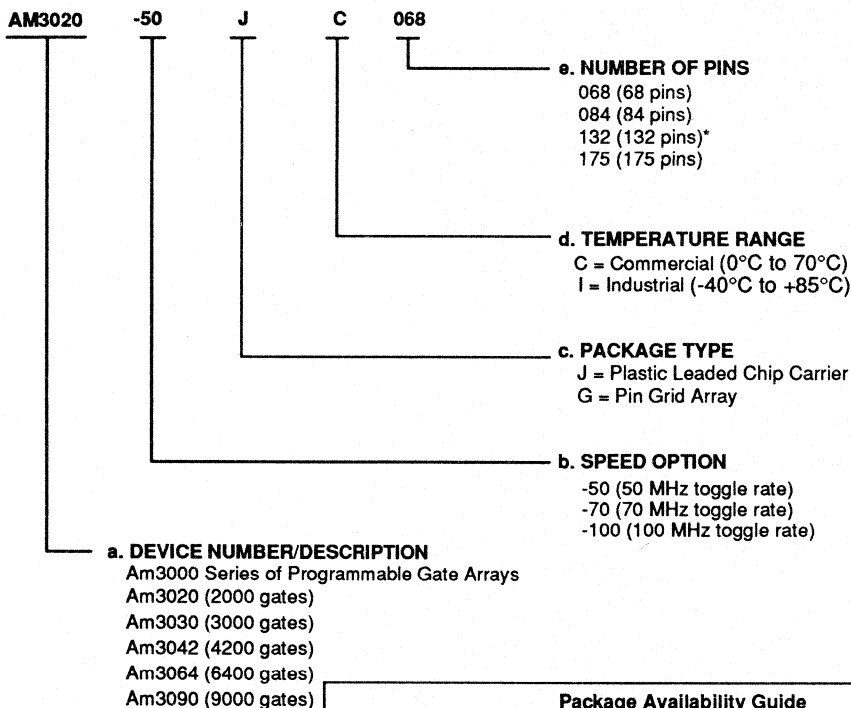 AM3020 -50 J C 068
e. NUMBER OF PINS
068 (68 pins)
084 (84 pins)
132 (132 pins)*
175 (175 pins)
d. TEMPERATURE RANGE
C = Commercial (0°C to 70°C)
I = Industrial (-40°C to +85°C)
c. PACKAGE TYPE
J = Plastic Leaded Chip Carrier
G = Pin Grid Array
b. SPEED OPTION
-50 (50 MHz toggle rate)
-70 (70 MHz toggle rate)
-100 (100 MHz toggle rate)
a. DEVICE NUMBER/DESCRIPTION
Am3000 Series of Programmable Gate Arrays
Am3020 (2000 gates)
Am3030 (3000 gates)
Am3042 (4200 gates)
Am3064 (6400 gates)
Am3090 (9000 gates)
Package Availability Guide